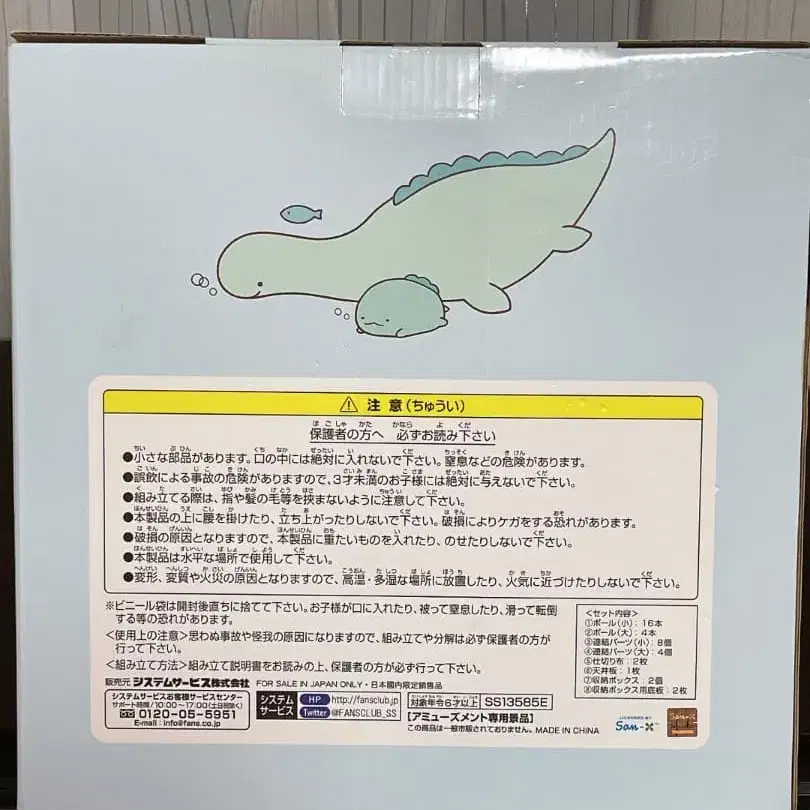 ⚠ 注意(ちゅうい)
保護者の方へ 必ずお読み下さい
●小さな部品があります。口の中には絶対に入れないで下さい。窒息などの危険があります。
●誤飲による事故の危険がありますので、3才未満のお子様には絶対に与えないで下さい。
●組み立てる際は、指や髪の毛等を挟まないように注意して下さい。
●本製品の上に腰を掛けたり、立ち上がったりしないで下さい。破損によりケガをする恐れがあります。
●破損の原因となりますので、本製品に重たいものを入れたり、のせたりしないで下さい。
●本製品は水平な場所で使用して下さい。
●変形、変質や火災の原因となりますので、高温・多湿な場所に放置したり、火気に近づけたりしないで下さい。
※ビニール袋は開封後直ちに捨てて下さい。お子様が口に入れたり、被って窒息したり、滑って転倒
する等の恐れがあります。
<使用上の注意>思わぬ事故や怪我の原因になりますので、組み立てや分解は必ず保護者の方が
行って下さい。
<組み立て方法>組み立て説明書をお読みの上、保護者の方が必ず行って下さい。
<セット内容>
①ポール(小):16本
②ポール(大):4本
③連結パーツ(小):8個
④連結パーツ(大):4個
⑤仕切り布:2枚
⑥天井板:1枚
⑦収納ボックス:2個
⑧収納ボックス用底板:2枚
販売元 システムサービス株式会社 FOR SALE IN JAPAN ONLY・日本国内限定販売品
システムサービスお客様サービスセンター
サポート時間/10:00〜17:00(土日祝除く)
0120-05-5951
E-mail:info@fans.co.jp
システム
サービス
HP http://fansclub.jp
Twitter @FANSCLUB_SS
対象年令6才以上 SS13585E
【アミューズメント専用景品】
この商品は一般市販されておりません。MADE IN CHINA
San-X